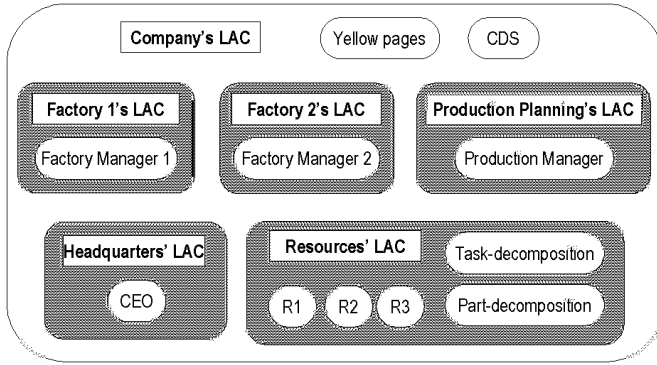 Company's LAC
Yellow pages
CDS
Factory 1's LAC
Factory 2's LAC
Production Planning's LAC
Factory Manager 1
Factory Manager 2
Production Manager
Headquarters' LAC
Resources' LAC
Task-decomposition
CEO
R1
R2
R3
Part-decomposition